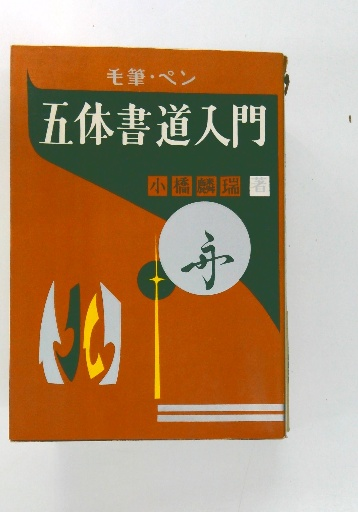 毛筆・ペン
五体書道入門
小橋麟瑞著